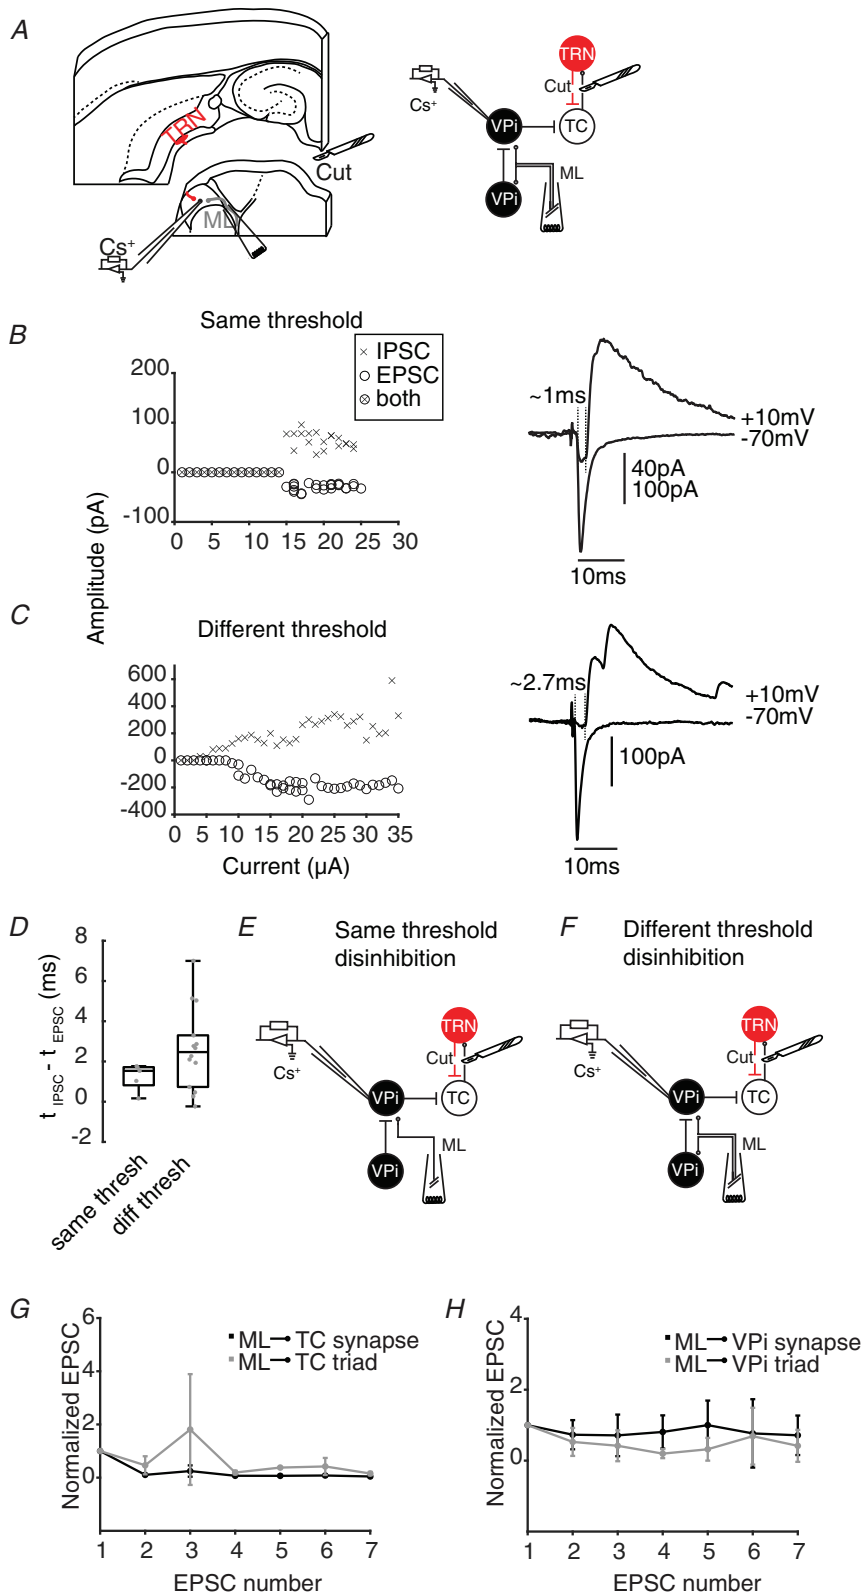 A
TRN
Cut
ML
Cs⁺
TRN
Cut
Cs⁺
VPi
TC
ML
VPi
B
Same threshold
× IPSC
○ EPSC
⊗ both
200
100
0
-100
0 5 10 15 20 25 30
Amplitude (pA)
~1ms
+10mV
-70mV
40pA
100pA
10ms
C
Different threshold
600
400
200
0
-200
-400
0 5 10 15 20 25 30 35
Current (µA)
~2.7ms
+10mV
-70mV
100pA
10ms
D
8
6
4
2
0
-2
t IPSC - t EPSC (ms)
same thresh
diff thresh
E
Same threshold
disinhibition
TRN
Cut
Cs⁺
VPi
TC
ML
VPi
F
Different threshold
disinhibition
TRN
Cut
Cs⁺
VPi
TC
ML
VPi
G
6
4
2
0
Normalized EPSC
ML TC synapse
ML TC triad
1 2 3 4 5 6 7
EPSC number
H
4
2
0
Normalized EPSC
ML VPi synapse
ML VPi triad
1 2 3 4 5 6 7
EPSC number